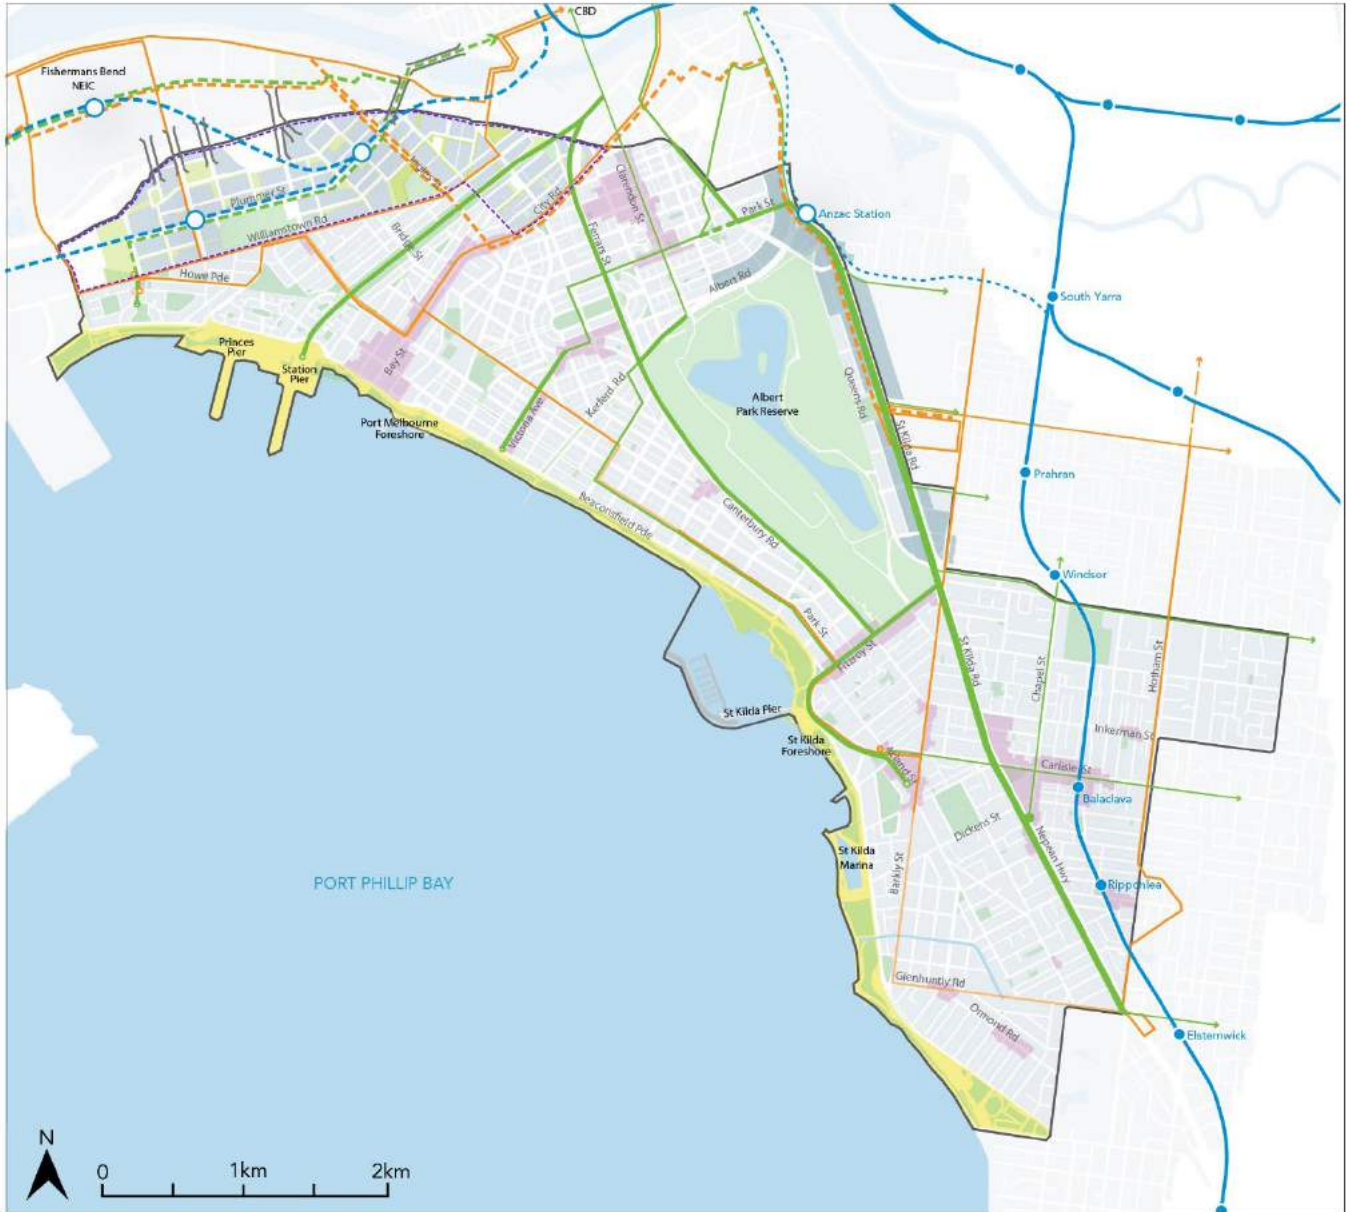 CBD
Fishermans Bend
NEIC
Plummer St
Williamstown Rd
Howe Pde
Bridge St
City Rd
Clarendon St
Ferrars St
Park St
Anzac Station
Albert Rd
South Yarra
Princes
Pier
Station
Pier
Bay St
Port Melbourne
Foreshore
Victoria Ave
Kerferd Rd
Albert
Park Reserve
Queens Rd
St Kilda Rd
Prahran
Beaconsfield Pde
Canterbury Rd
Windsor
Park St
Fitzroy St
St Kilda Rd
Chapel St
Hotham St
St Kilda Pier
St Kilda
Foreshore
Inkerman St
Acland St
Carlisle St
Balaclava
Dickens St
Nepean Hwy
St Kilda
Marina
Barkly St
Ripponlea
PORT PHILLIP BAY
Glenhuntly Rd
Ormond Rd
Elsternwick
N
0
1km
2km